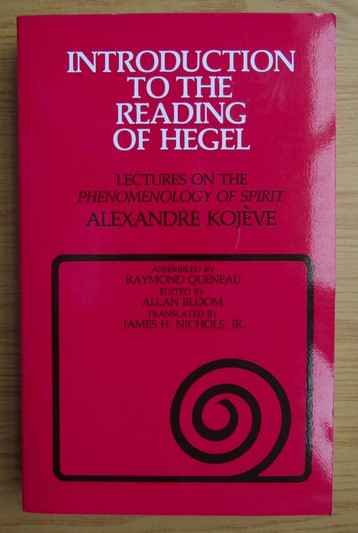 INTRODUCTION
TO THE
READING
OF HEGEL
LECTURES ON THE
PHENOMENOLOGY OF SPIRIT
ALEXANDRE KOJÈVE
ASSEMBLED BY
RAYMOND QUENEAU
EDITED BY
ALLAN BLOOM
TRANSLATED BY
JAMES H. NICHOLS, JR.